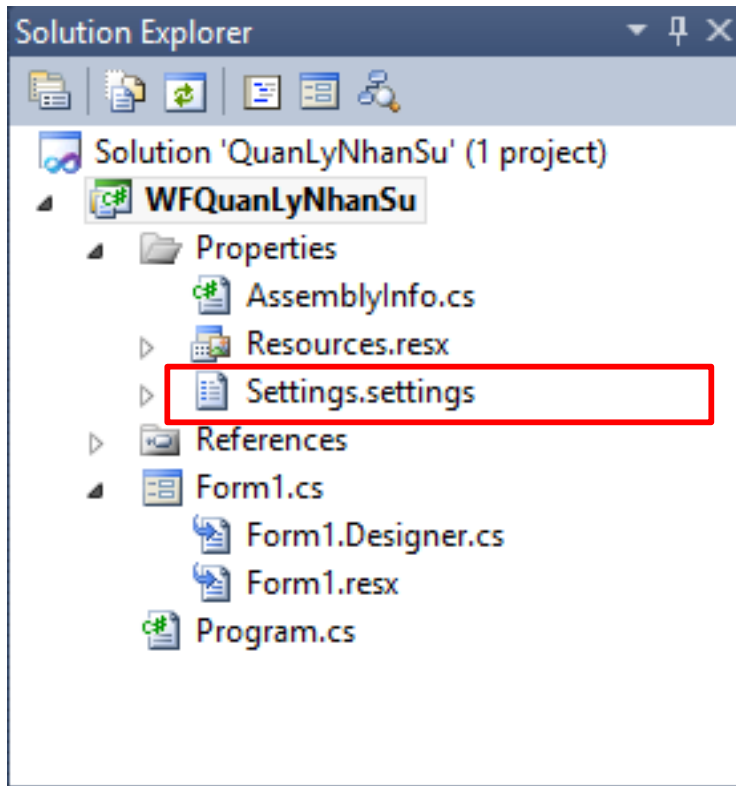 Solution Explorer
Solution 'QuanLyNhanSu' (1 project)
WFQuanLyNhanSu
Properties
AssemblyInfo.cs
Resources.resx
Settings.settings
References
Form1.cs
Form1.Designer.cs
Form1.resx
Program.cs